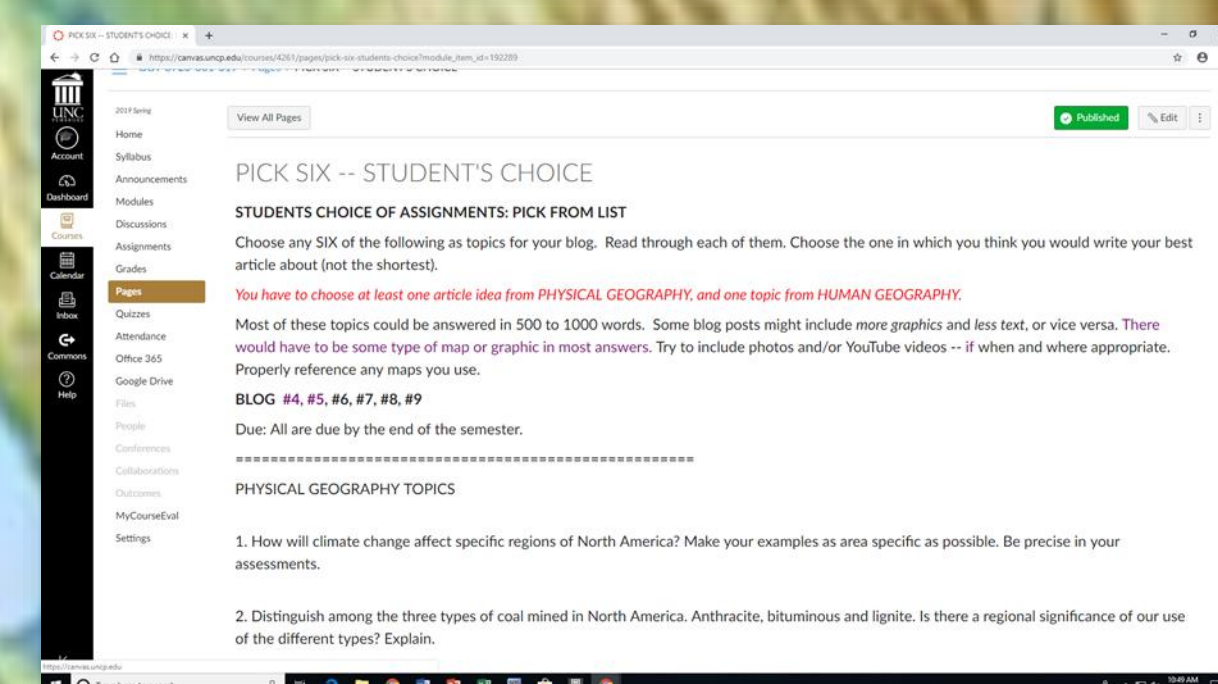 PICK SIX -- STUDENT'S CHOICE:
https://canvas.uncp.edu/courses/4261/pages/pick-six-students-choice?module_item_id=192289
UNC
2019 Spring
View All Pages
Published
Edit
Account
Dashboard
Courses
Calendar
Inbox
Commons
Help
Home
Syllabus
Announcements
Modules
Discussions
Assignments
Grades
Pages
Quizzes
Attendance
Office 365
Google Drive
Files
People
Conferences
Collaborations
Outcomes
MyCourseEval
Settings
PICK SIX -- STUDENT'S CHOICE
STUDENTS CHOICE OF ASSIGNMENTS: PICK FROM LIST
Choose any SIX of the following as topics for your blog. Read through each of them. Choose the one in which you think you would write your best
article about (not the shortest).
You have to choose at least one article idea from PHYSICAL GEOGRAPHY, and one topic from HUMAN GEOGRAPHY.
Most of these topics could be answered in 500 to 1000 words. Some blog posts might include more graphics and less text, or vice versa. There
would have to be some type of map or graphic in most answers. Try to include photos and/or YouTube videos -- if when and where appropriate.
Properly reference any maps you use.
BLOG #4, #5, #6, #7, #8, #9
Due: All are due by the end of the semester.
=====================================================
PHYSICAL GEOGRAPHY TOPICS
1. How will climate change affect specific regions of North America? Make your examples as area specific as possible. Be precise in your
assessments.
2. Distinguish among the three types of coal mined in North America. Anthracite, bituminous and lignite. Is there a regional significance of our use
of the different types? Explain.
https://canvas.uncp.edu
10:49 AM